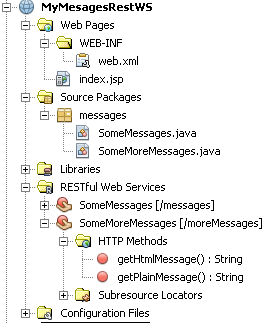 MyMesagesRestWS
Web Pages
WEB-INF
web.xml
index.jsp
Source Packages
messages
SomeMessages.java
SomeMoreMessages.java
Libraries
RESTful Web Services
SomeMessages [/messages]
SomeMoreMessages [/moreMessages]
HTTP Methods
getHtmlMessage() : String
getPlainMessage() : String
Subresource Locators
Configuration Files